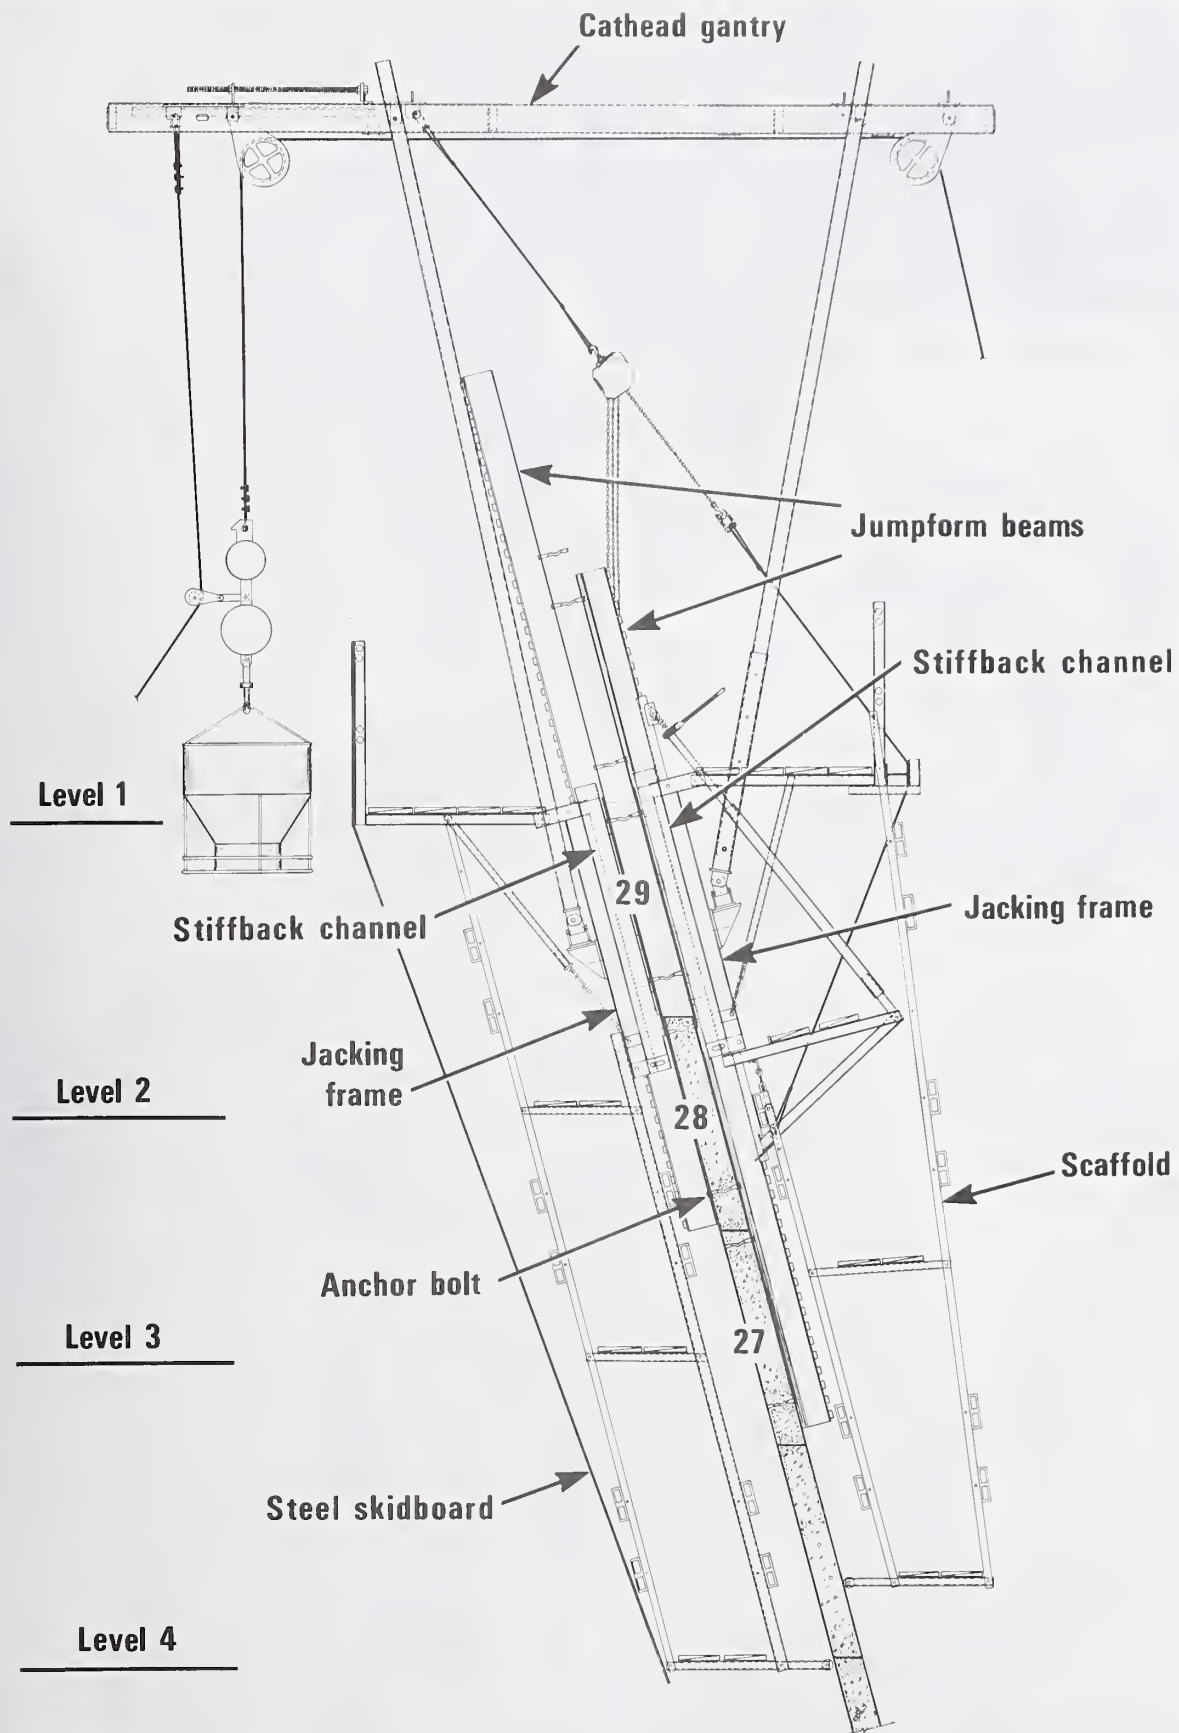 Cathead gantry
Jumpform beams
Stiffback channel
Level 1
29
Stiffback channel
Jacking frame
Jacking
frame
Level 2
28
Scaffold
Anchor bolt
Level 3
27
Steel skidboard
Level 4